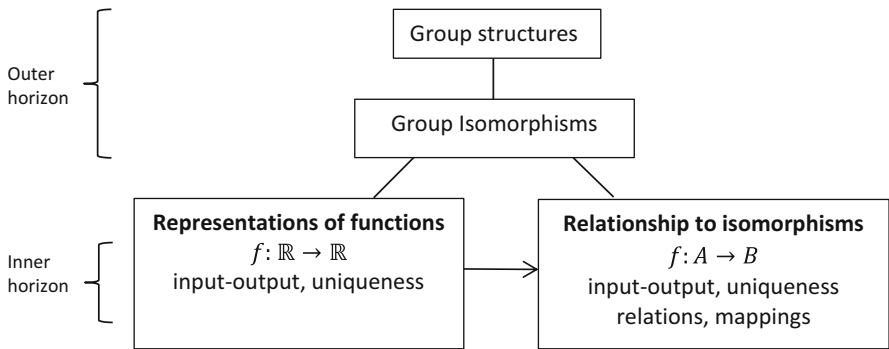 Group structures
Outer
horizon
Group Isomorphisms
Representations of functions
f: ℝ → ℝ
input-output, uniqueness
Relationship to isomorphisms
f: A → B
input-output, uniqueness
relations, mappings
Inner
horizon